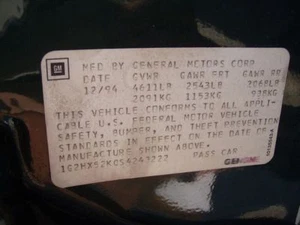 GM
MFD BY GENERAL MOTORS CORP
DATE GVWR GAWR FRT GAWR RR
12/94 4611LB 2543LB 2068LB
2091KG 1153KG 938KG
THIS VEHICLE CONFORMS TO ALL APPLI-
CABLE U.S. FEDERAL MOTOR VEHICLE
SAFETY, BUMPER, AND THEFT PREVENTION
STANDARDS IN EFFECT ON THE DATE OF
MANUFACTURE SHOWN ABOVE.
1G2HX52KCS4243222 PASS CAR